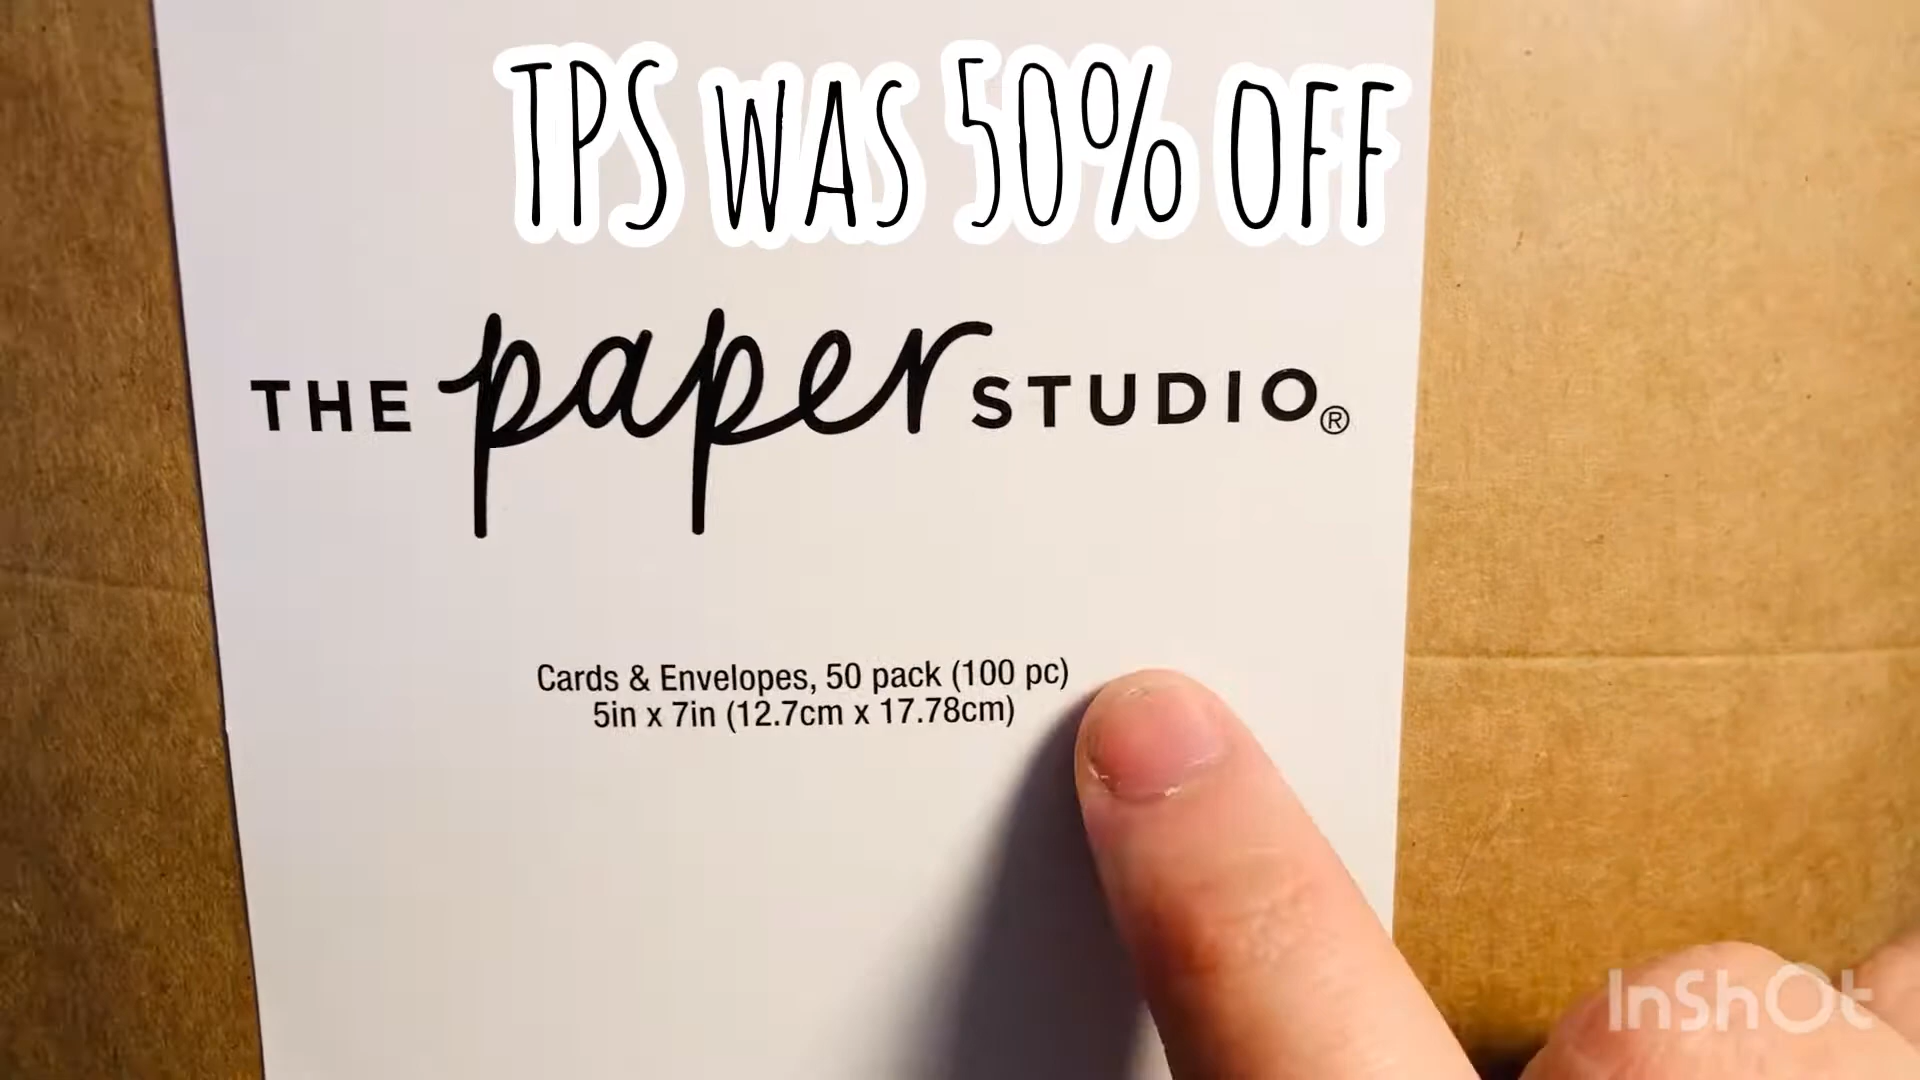 TPS WAS 50% OFF
THE paper STUDIO®
Cards & Envelopes, 50 pack (100 pc)
5in x 7in (12.7cm x 17.78cm)
InShOt